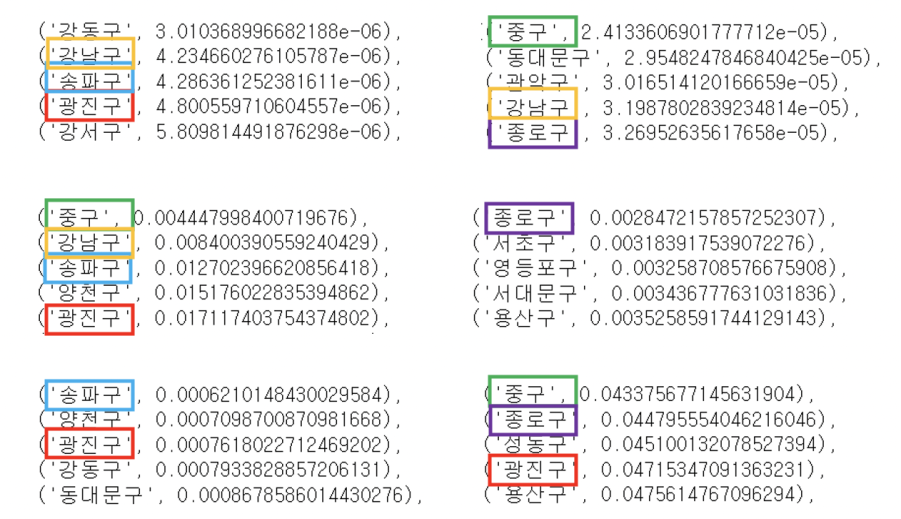 ('강동구', 3.010368996682188e-06),
('강남구', 4.234660276105787e-06),
('송파구', 4.286361252381611e-06),
('광진구', 4.800559710604557e-06),
('강서구', 5.809814491876298e-06),
('중구', 2.4133606901777712e-05),
('동대문구', 2.9548247846840425e-05),
('관악구', 3.016514120166659e-05),
('강남구', 3.1987802839234814e-05),
('종로구', 3.26952635617658e-05),
('중구', 0.004447998400719676),
('강남구', 0.008400390559240429),
('송파구', 0.012702396620856418),
('양천구', 0.015176022835394862),
('광진구', 0.017117403754374802),
('종로구', 0.0028472157857252307),
('서초구', 0.003183917539072276),
('영등포구', 0.003258708576675908),
('서대문구', 0.003436777631031836),
('용산구', 0.0035258591744129143),
('송파구', 0.0006210148430029584),
('양천구', 0.0007098700870981668),
('광진구', 0.0007618022712469202),
('강동구', 0.0007933828857206131),
('동대문구', 0.0008678586014430276),
('중구', 0.043375677145631904),
('종로구', 0.044795554046216046),
('성동구', 0.045100132078527394),
('광진구', 0.04715347091363231),
('용산구', 0.0475614767096294),